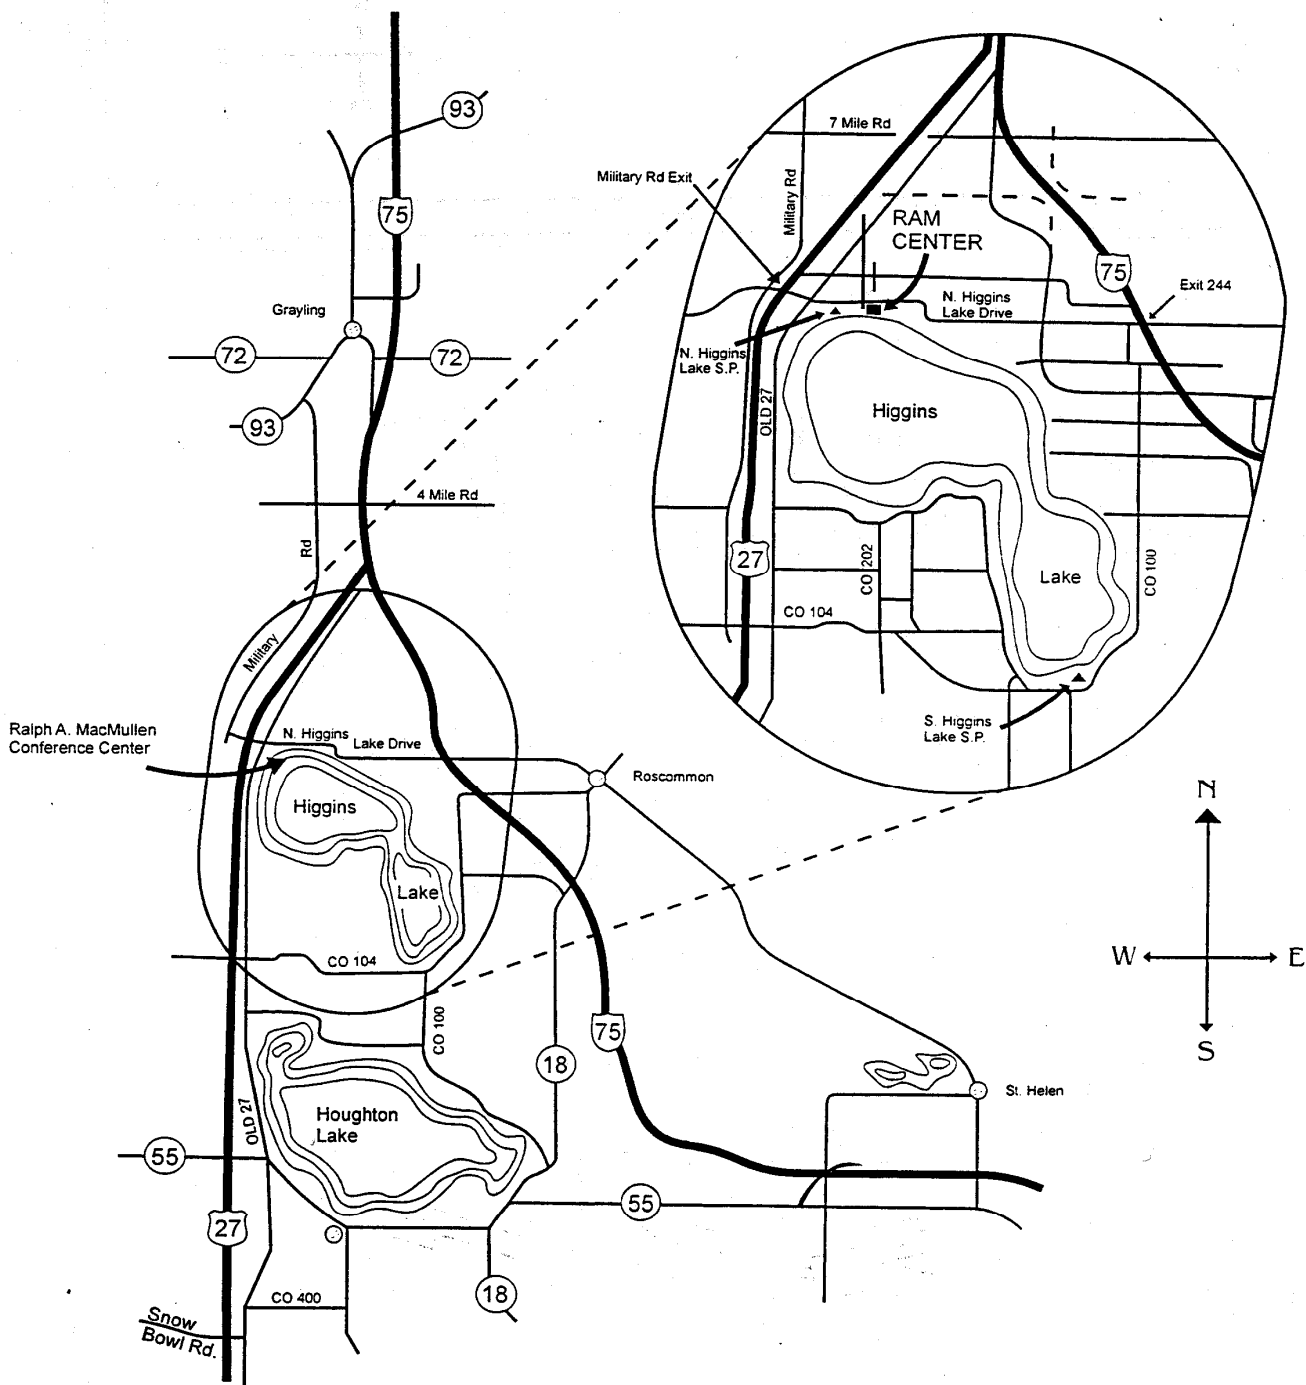 93
75
Grayling
72
72
93
4 Mile Rd
Rd
Military
Ralph A. MacMullen
Conference Center
N. Higgins
Lake Drive
Roscommon
Higgins
Lake
CO 104
CO 100
75
18
St. Helen
Houghton
Lake
OLD 27
55
55
27
18
CO 400
Snow
Bowl Rd.
7 Mile Rd
Military Rd Exit
Military Rd
RAM
CENTER
75
Exit 244
N. Higgins
Lake Drive
N. Higgins
Lake S.P.
OLD 27
Higgins
27
CO 202
Lake
CO 100
CO 104
S. Higgins
Lake S.P.
N
W
E
S